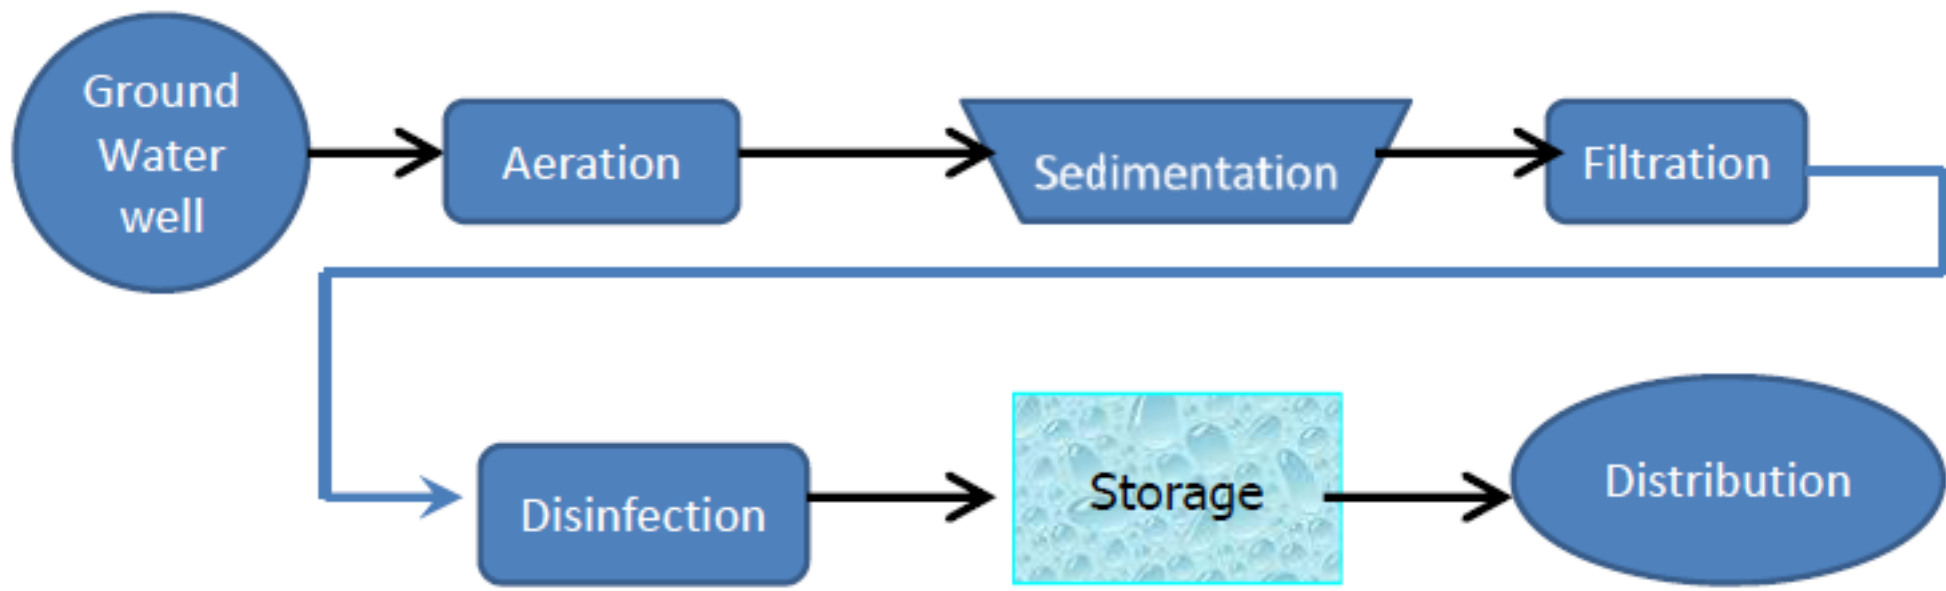 Ground
Water
well
Aeration
Sedimentation
Filtration
Disinfection
Storage
Distribution